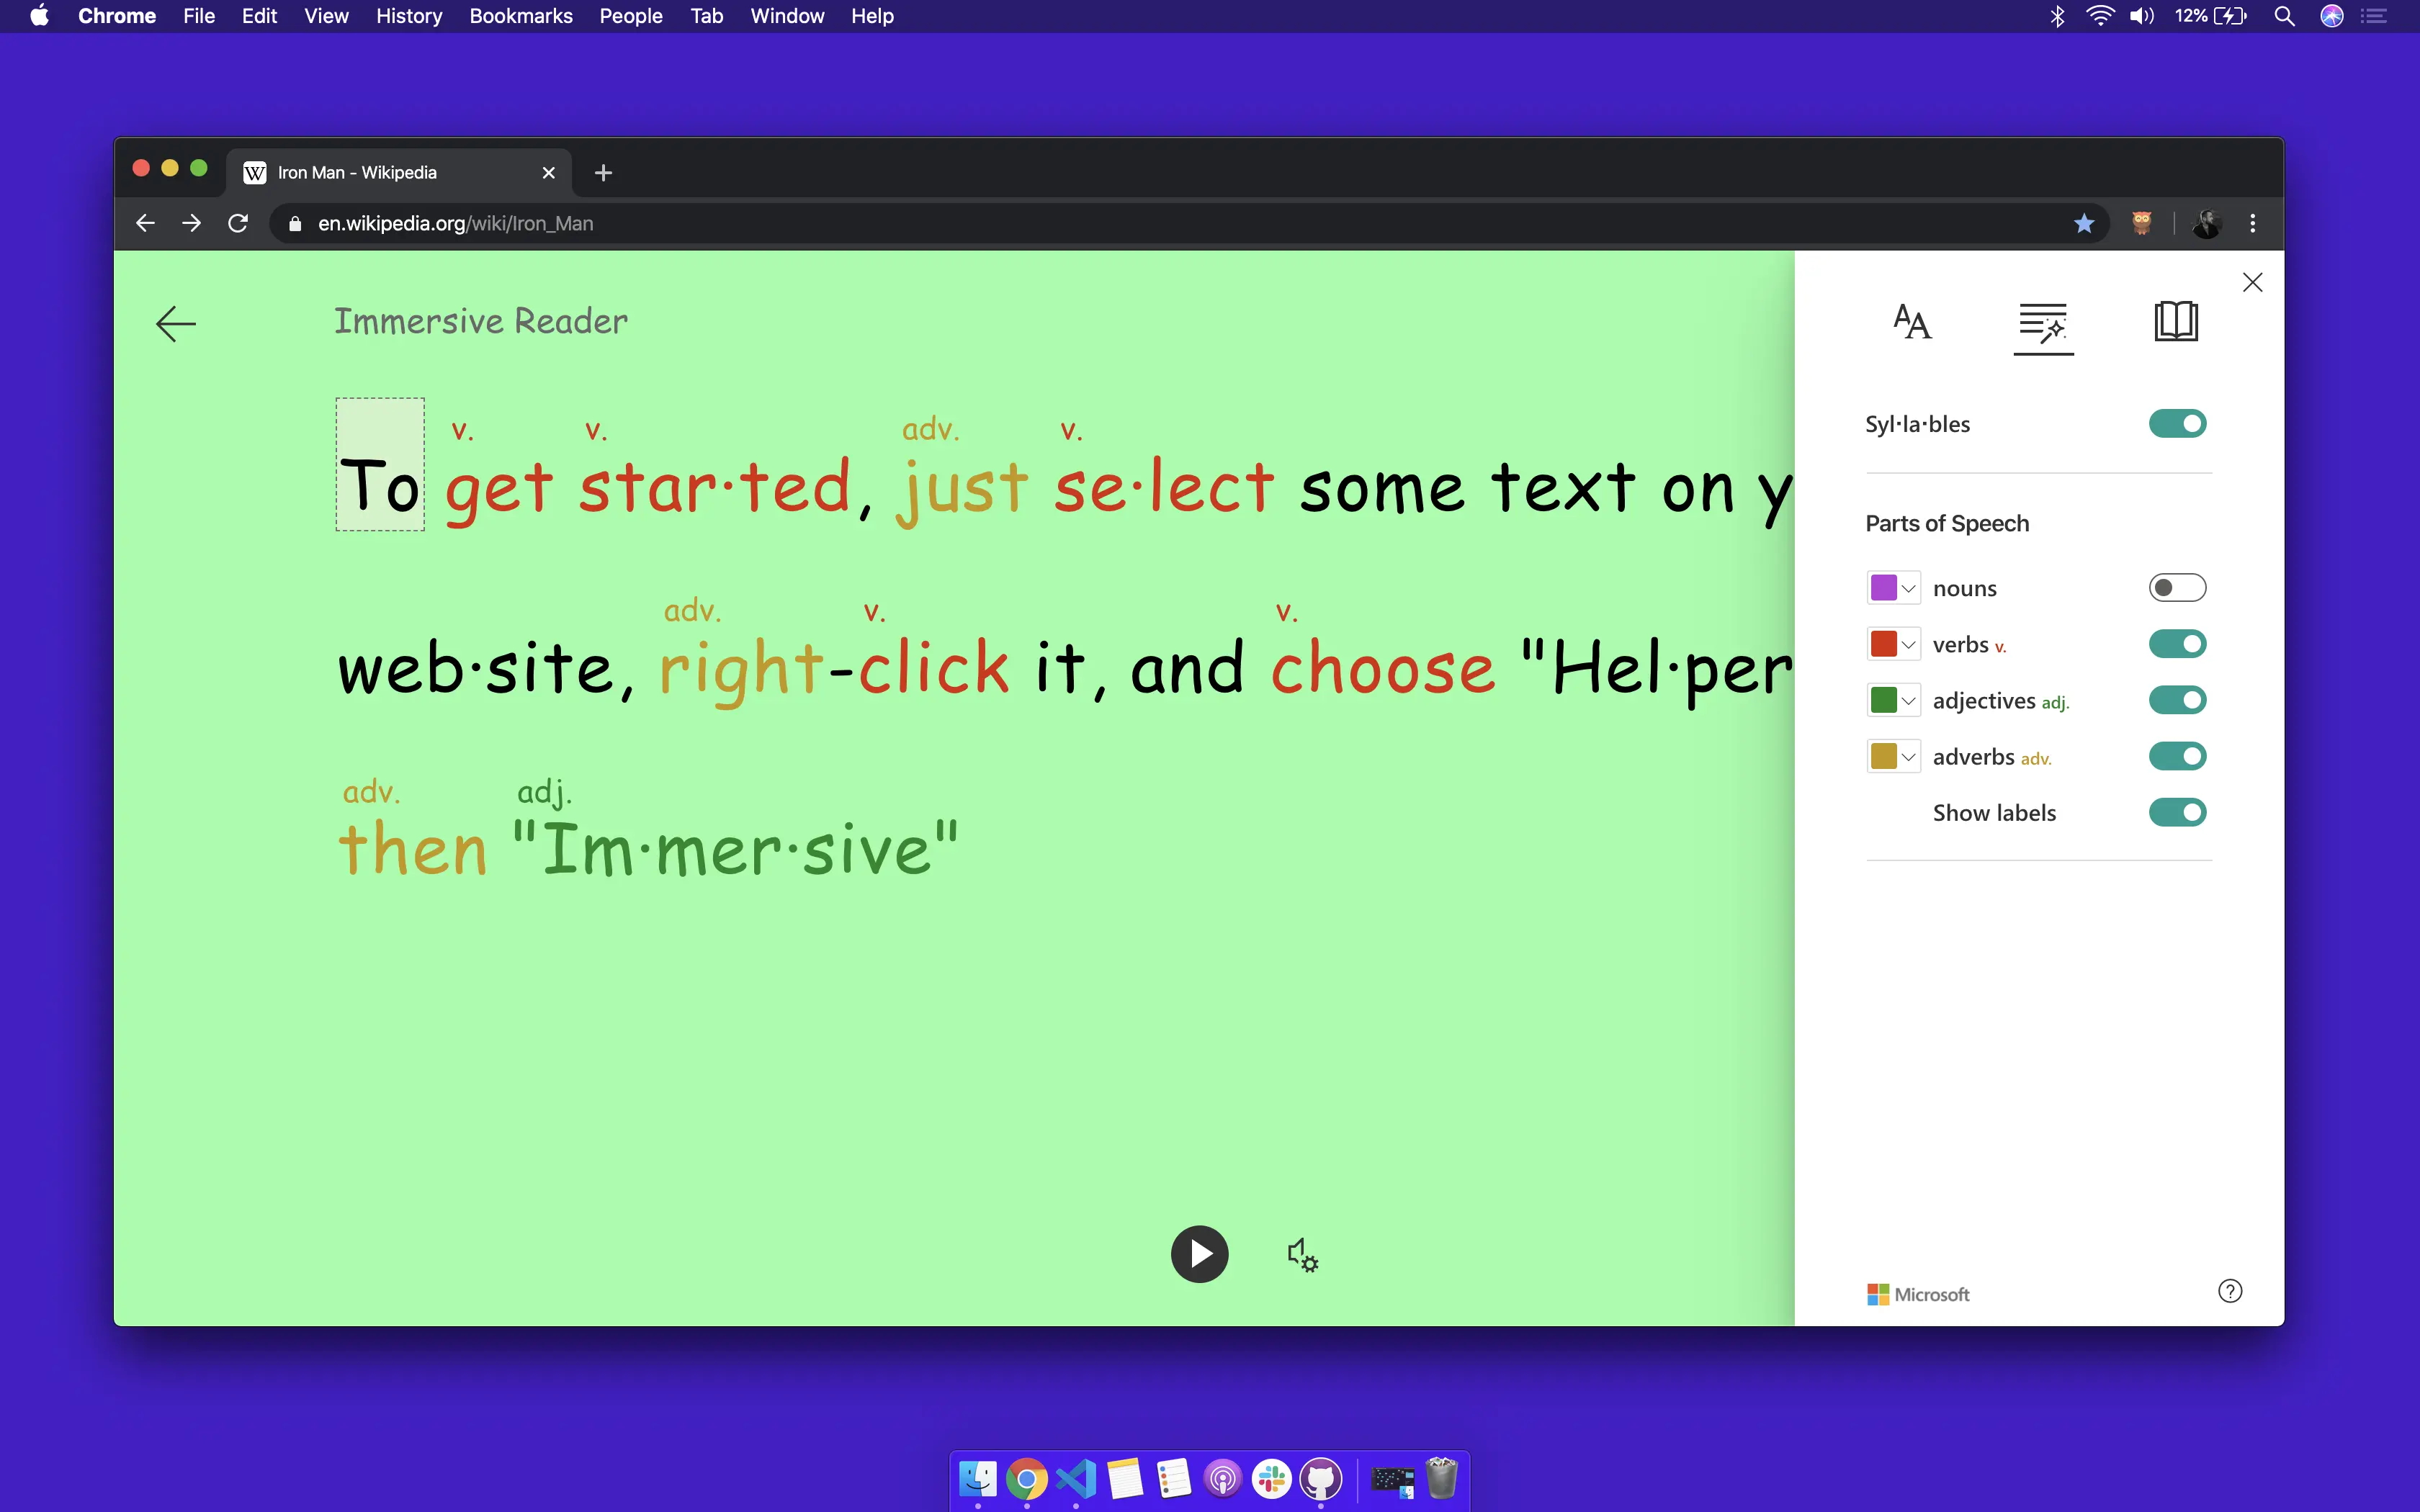 Chrome File Edit View History Bookmarks People Tab Window Help 12%
Iron Man - Wikipedia
en.wikipedia.org/wiki/Iron_Man
Immersive Reader
v. v. adv. v.
To get star·ted, just se·lect some text on y
adv. v. v.
web·site, right-click it, and choose "Hel·per
adv. adj.
then "Im·mer·sive"
Syl·la·bles
Parts of Speech
nouns
verbs v.
adjectives adj.
adverbs adv.
Show labels
Microsoft